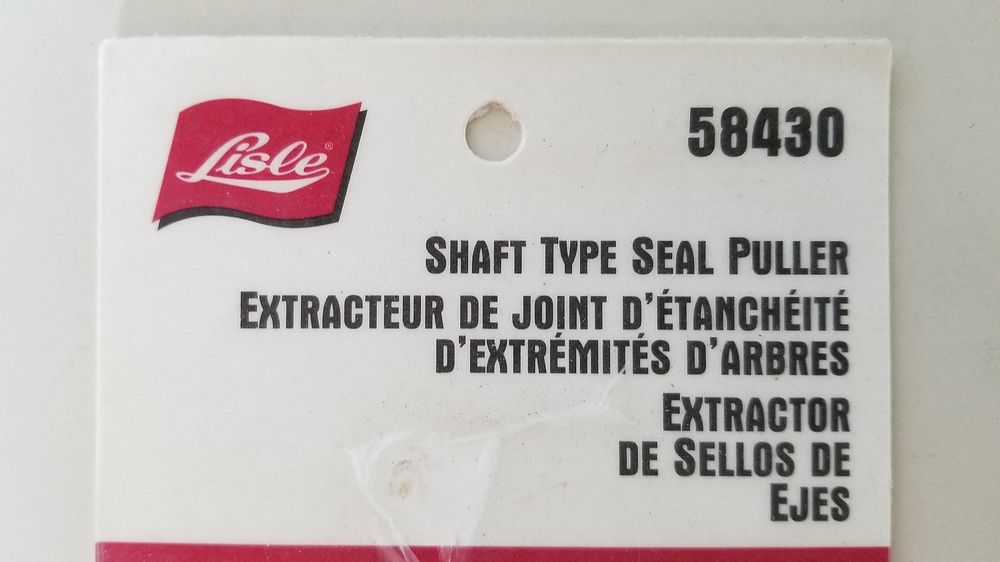 Lisle®
58430
SHAFT TYPE SEAL PULLER
EXTRACTEUR DE JOINT D'ÉTANCHÉITÉ
D'EXTRÉMITÉS D'ARBRES
EXTRACTOR
DE SELLOS DE
EJES